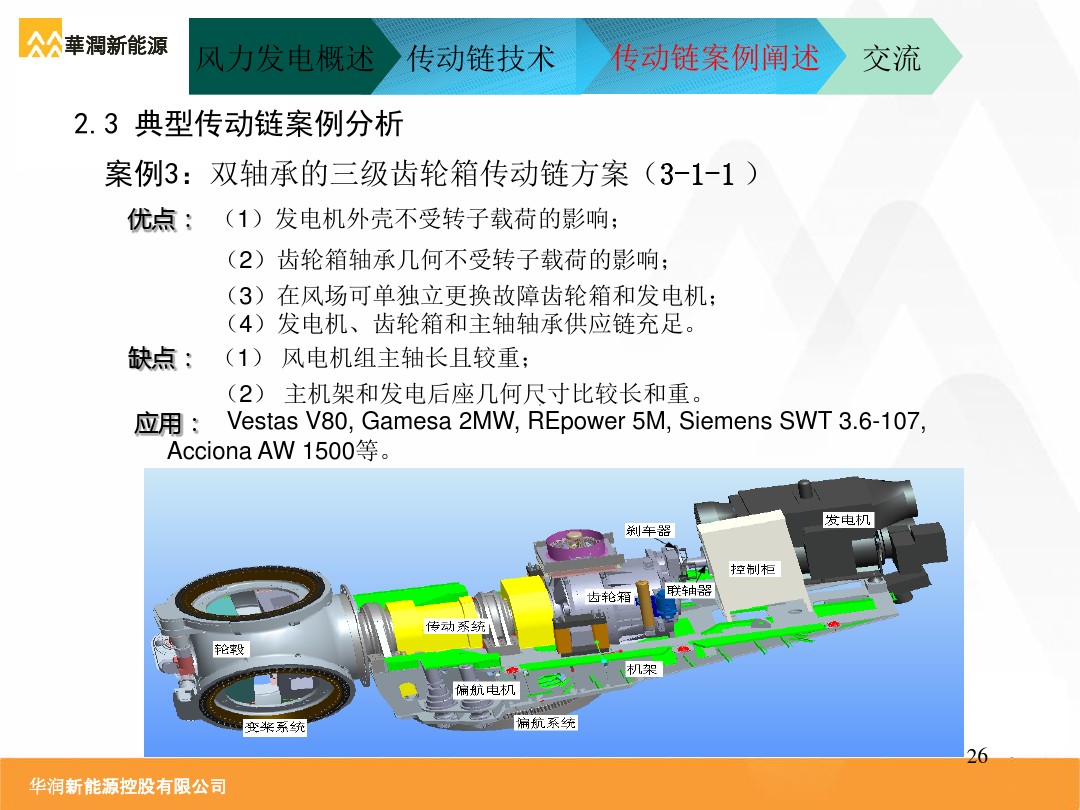 華潤新能源
风力发电概述
传动链技术
传动链案例阐述
交流
2.3 典型传动链案例分析
案例3：双轴承的三级齿轮箱传动链方案（3-1-1 ）
优点： （1）发电机外壳不受转子载荷的影响；
（2）齿轮箱轴承几何不受转子载荷的影响；
（3）在风场可单独立更换故障齿轮箱和发电机；
（4）发电机、齿轮箱和主轴轴承供应链充足。
缺点： （1） 风电机组主轴长且较重；
（2） 主机架和发电后座几何尺寸比较长和重。
应用： Vestas V80, Gamesa 2MW, REpower 5M, Siemens SWT 3.6-107,
Acciona AW 1500等。
发电机
刹车器
控制柜
联轴器
齿轮箱
传动系统
轮毂
机架
偏航电机
偏航系统
变桨系统
26
华润新能源控股有限公司